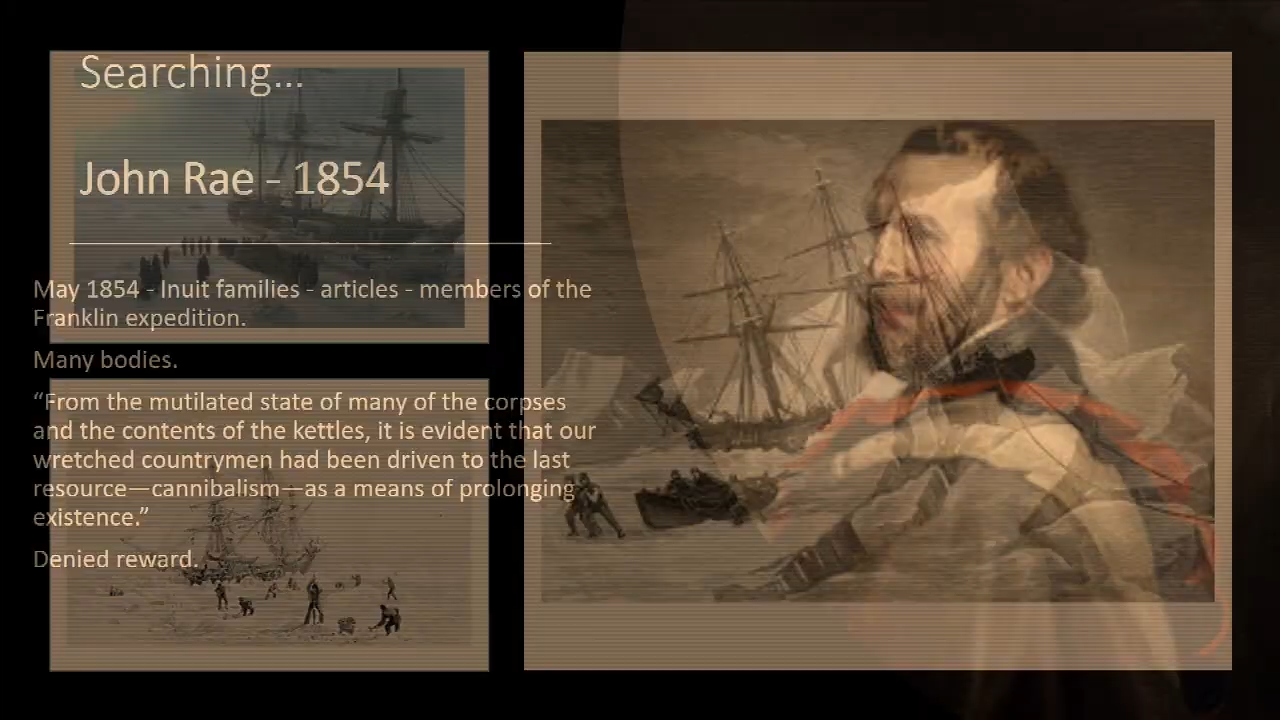 Searching...
John Rae - 1854
May 1854 - Inuit families - articles - members of the
Franklin expedition.
Many bodies.
“From the mutilated state of many of the corpses
and the contents of the kettles, it is evident that our
wretched countrymen had been driven to the last
resource—cannibalism—as a means of prolonging
existence.”
Denied reward.